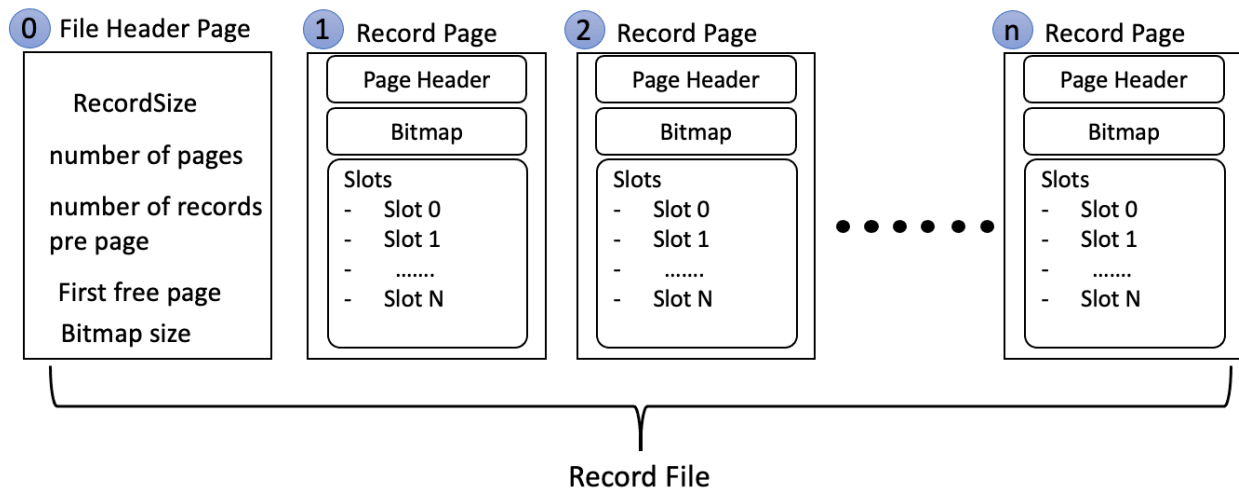 0 File Header Page
RecordSize
number of pages
number of records
pre page
First free page
Bitmap size
1 Record Page
Page Header
Bitmap
Slots
- Slot 0
- Slot 1
- .......
- Slot N
2 Record Page
Page Header
Bitmap
Slots
- Slot 0
- Slot 1
- .......
- Slot N
n Record Page
Page Header
Bitmap
Slots
- Slot 0
- Slot 1
- .......
- Slot N
Record File